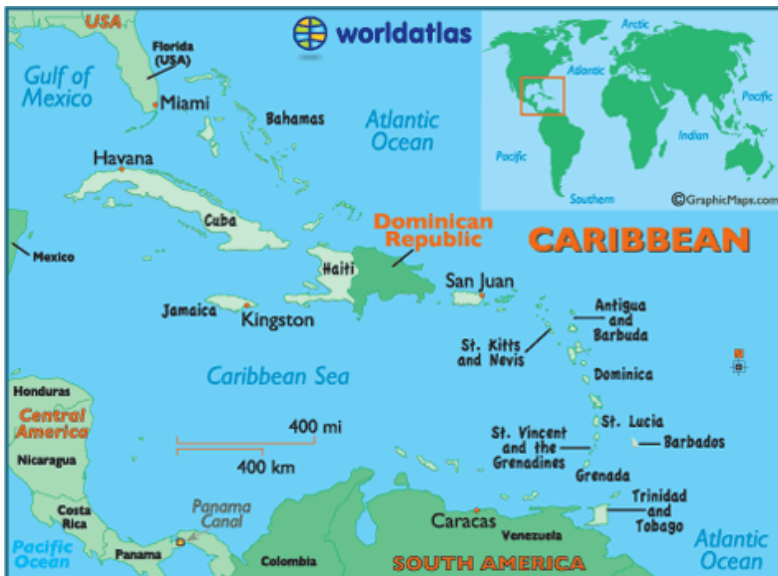 USA
worldatlas
Arctic
Florida
(USA)
Gulf of
Mexico
Miami
Bahamas
Atlantic
Ocean
Atlantic
Pacific
Indian
Pacific
Southern
©GraphicMaps.com
Havana
Cuba
Dominican
Republic
CARIBBEAN
Mexico
Haiti
San Juan
Jamaica
Kingston
Antigua
and
Barbuda
St. Kitts
and Nevis
Caribbean Sea
Dominica
N
Honduras
Central
America
400 mi
400 km
St. Lucia
St. Vincent
and the
Grenadines
Barbados
Nicaragua
Grenada
Costa
Rica
Panama
Canal
Trinidad
and
Tobago
Caracas
Venezuela
Pacific
Ocean
Panama
Colombia
SOUTH AMERICA
Atlantic
Ocean